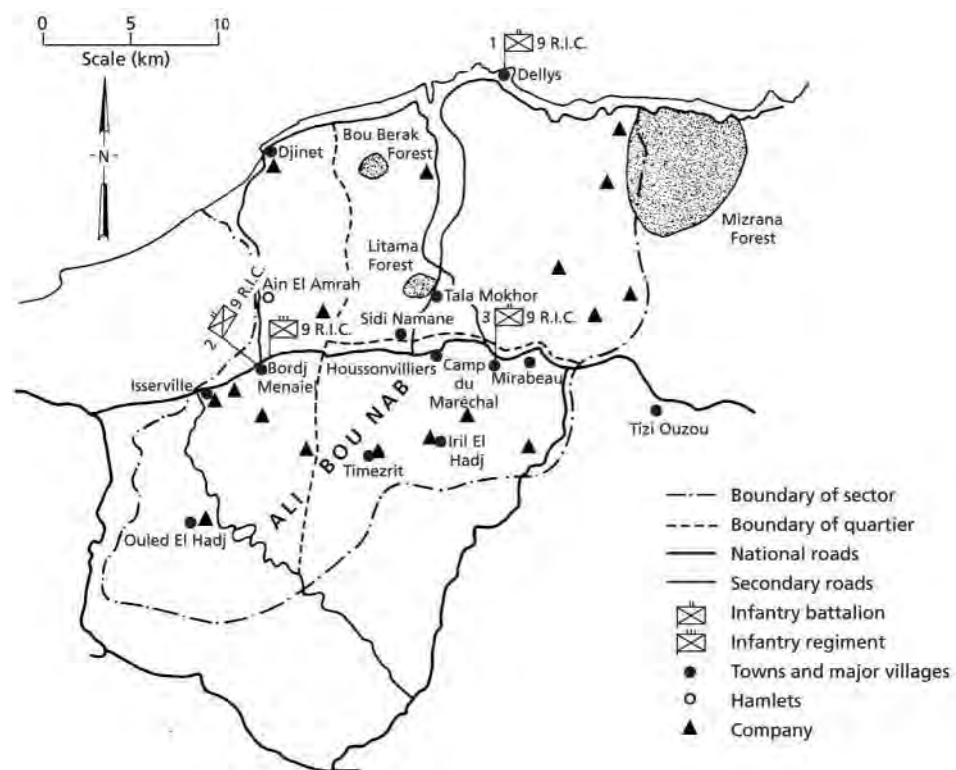 0
10
Scale (km)
-N-
1
9 R.I.C.
Dellys
Djinet
Bou Berak
Forest
Mizrana
Forest
Litama
Forest
Ain El Amrah
Tala Mokhor
2
9 R.I.C.
9 R.I.C.
Sidi Namane
3
9 R.I.C.
Isserville
Bordj
Menaie
Houssonvilliers
Camp
du
Maréchal
Mirabeau
Tizi Ouzou
ALI BOU NAB
Timezrit
Iril El
Hadj
Ouled El Hadj
Boundary of sector
Boundary of quartier
National roads
Secondary roads
Infantry battalion
Infantry regiment
Towns and major villages
Hamlets
Company